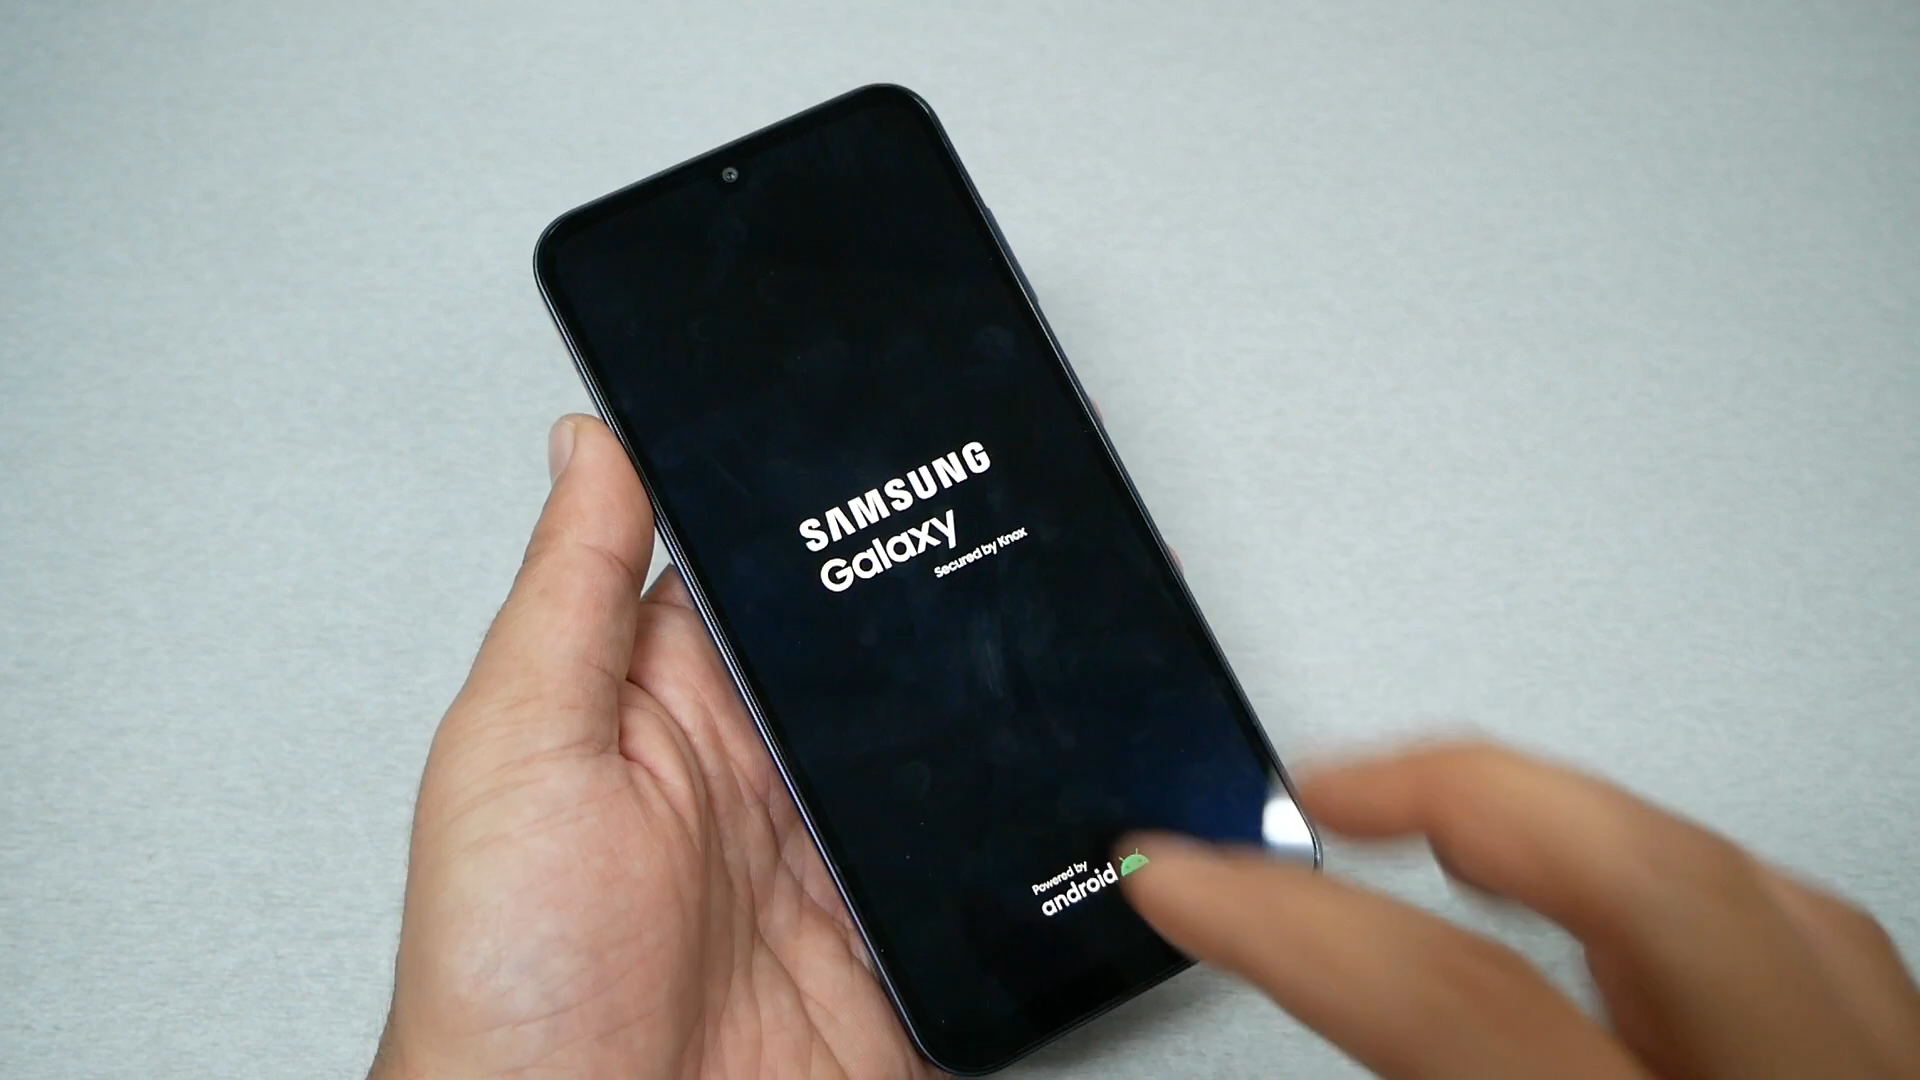 SAMSUNG
Galaxy
Secured by Knox
Powered by
android